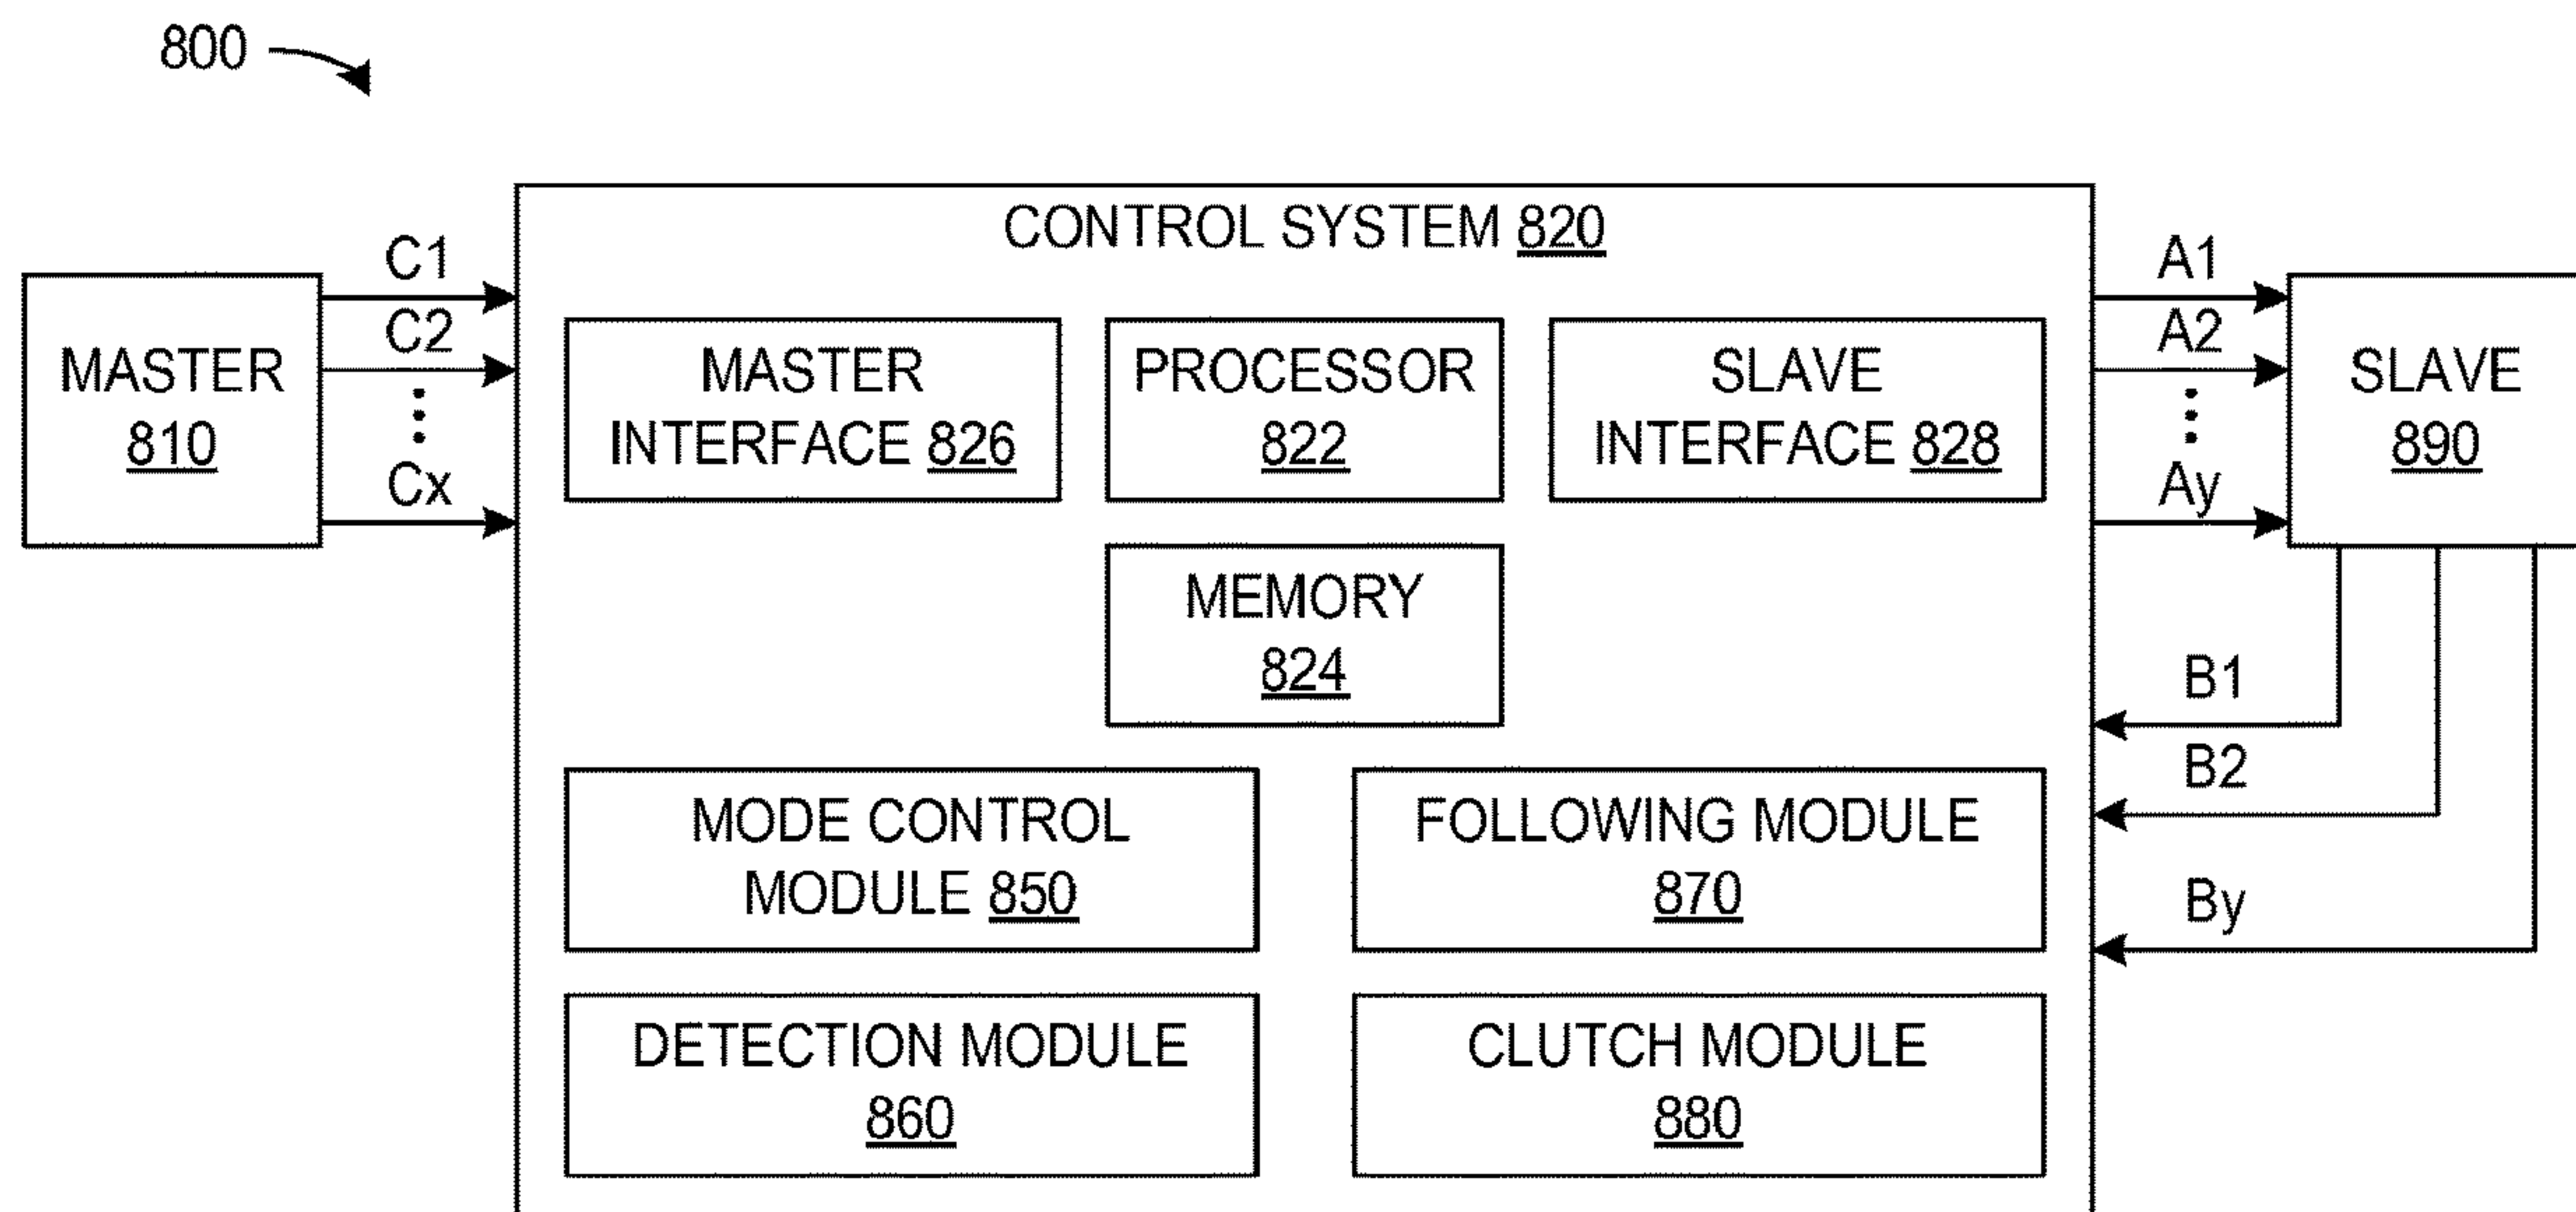 800
CONTROL SYSTEM 820
MASTER
810
C1
C2
Cx
MASTER
INTERFACE 826
PROCESSOR
822
SLAVE
INTERFACE 828
MEMORY
824
A1
A2
Ay
SLAVE
890
B1
B2
By
MODE CONTROL
MODULE 850
FOLLOWING MODULE
870
DETECTION MODULE
860
CLUTCH MODULE
880